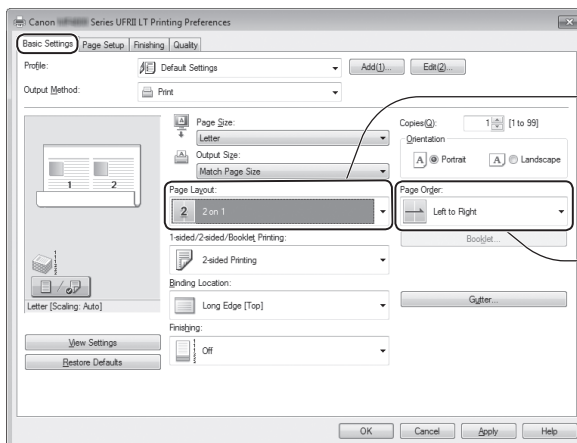 Canon Series UFRII LT Printing Preferences
Basic Settings Page Setup Finishing Quality
Profile: Default Settings Add(1)... Edit(2)...
Output Method: Print
Page Size:
Letter
Output Size:
Match Page Size
Copies(Q): 1 [1 to 99]
Orientation
A Portrait A Landscape
1 2
Page Layout:
2 2 on 1
Page Order:
Left to Right
1-sided/2-sided/Booklet Printing:
2-sided Printing
Booklet...
Binding Location:
Long Edge [Top]
Gutter...
Letter [Scaling: Auto]
Finishing:
Off
View Settings
Restore Defaults
OK Cancel Apply Help